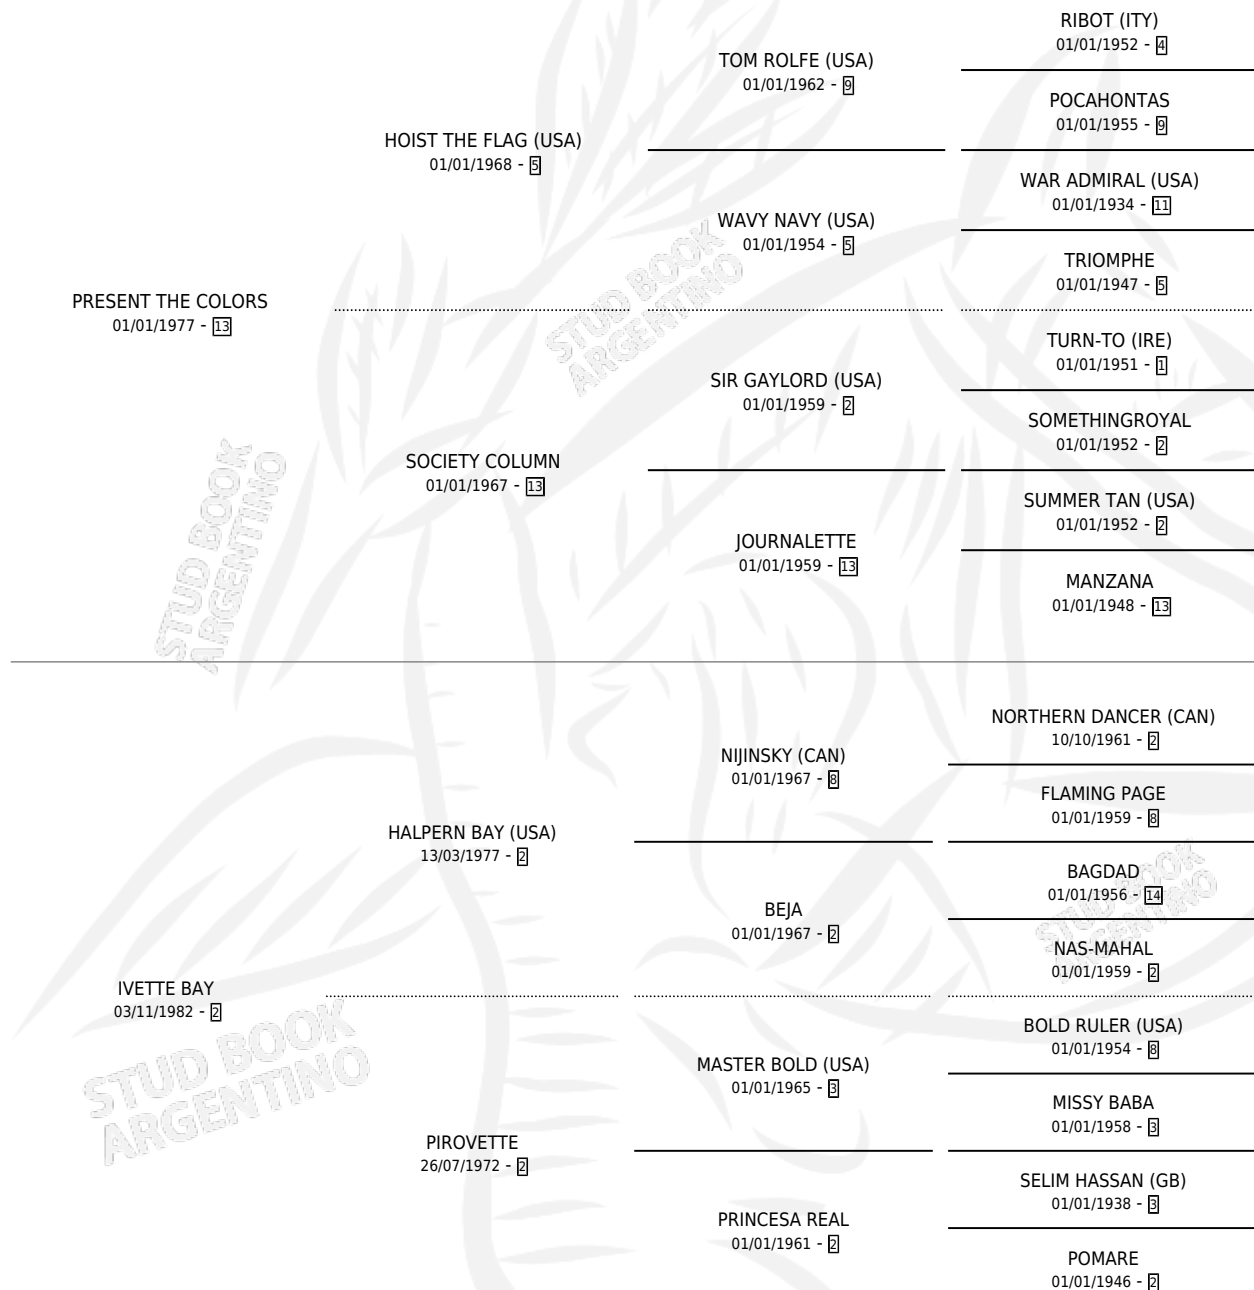 RIBOT (ITY)
01/01/1952 - 4
TOM ROLFE (USA)
01/01/1962 - 9
POCAHONTAS
01/01/1955 - 9
HOIST THE FLAG (USA)
01/01/1968 - 5
WAR ADMIRAL (USA)
01/01/1934 - 11
WAVY NAVY (USA)
01/01/1954 - 5
TRIOMPHE
01/01/1947 - 5
PRESENT THE COLORS
01/01/1977 - 13
TURN-TO (IRE)
01/01/1951 - 1
SIR GAYLORD (USA)
01/01/1959 - 2
SOMETHINGROYAL
01/01/1952 - 2
SOCIETY COLUMN
01/01/1967 - 13
SUMMER TAN (USA)
01/01/1952 - 2
JOURNALETTE
01/01/1959 - 13
MANZANA
01/01/1948 - 13
NORTHERN DANCER (CAN)
10/10/1961 - 2
NIJINSKY (CAN)
01/01/1967 - 8
FLAMING PAGE
01/01/1959 - 8
HALPERN BAY (USA)
13/03/1977 - 2
BAGDAD
01/01/1956 - 14
BEJA
01/01/1967 - 2
NAS-MAHAL
01/01/1959 - 2
IVETTE BAY
03/11/1982 - 2
BOLD RULER (USA)
01/01/1954 - 8
MASTER BOLD (USA)
01/01/1965 - 3
MISSY BABA
01/01/1958 - 3
PIROVETTE
26/07/1972 - 2
SELIM HASSAN (GB)
01/01/1938 - 3
PRINCESA REAL
01/01/1961 - 2
POMARE
01/01/1946 - 2
STUD BOOK
ARGENTINO
STUD BOOK
ARGENTINO
STUD BOOK
ARGENTINO
STUD BOOK
ARGENTINO